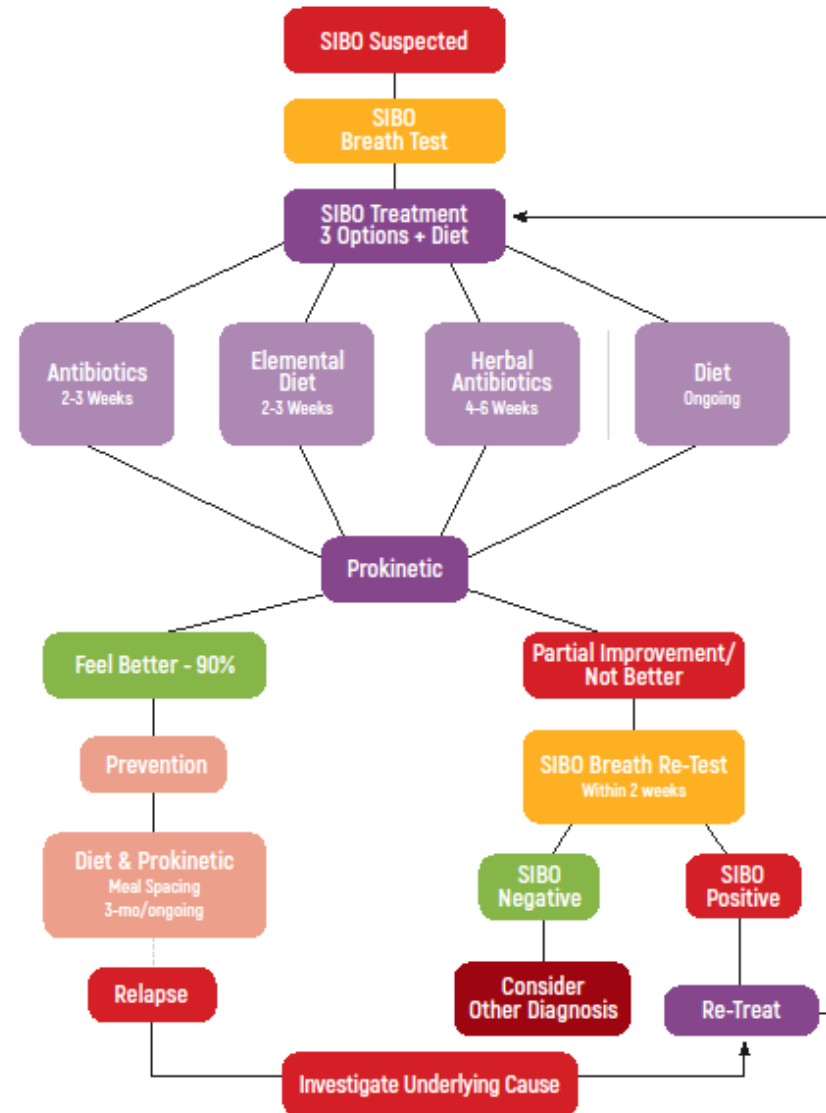 SIBO Suspected
SIBO
Breath Test
SIBO Treatment
3 Options + Diet
Antibiotics
2-3 Weeks
Elemental
Diet
2-3 Weeks
Herbal
Antibiotics
4-6 Weeks
Diet
Ongoing
Prokinetic
Feel Better - 90%
Prevention
Diet & Prokinetic
Meal Spacing
3-mo/ongoing
Relapse
Partial Improvement/
Not Better
SIBO Breath Re-Test
Within 2 weeks
SIBO
Negative
SIBO
Positive
Consider
Other Diagnosis
Re-Treat
Investigate Underlying Cause